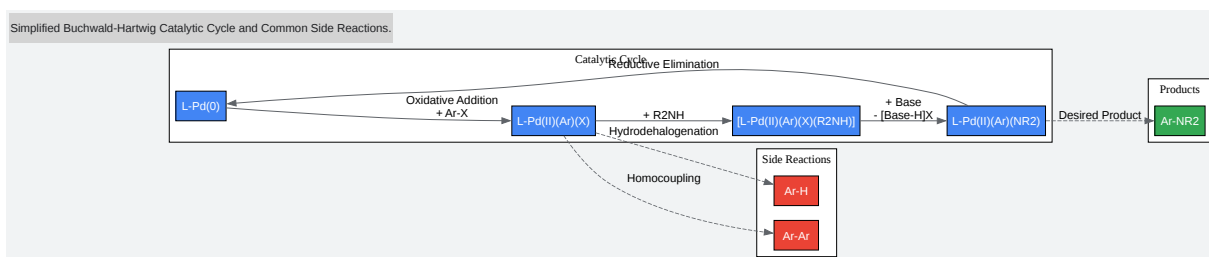 Simplified Buchwald-Hartwig Catalytic Cycle and Common Side Reactions.
Catalytic Cycle
Reductive Elimination
L-Pd(0)
Oxidative Addition
+ Ar-X
L-Pd(II)(Ar)(X)
+ R2NH
[L-Pd(II)(Ar)(X)(R2NH)]
+ Base
- [Base-H]X
L-Pd(II)(Ar)(NR2)
Desired Product
Products
Ar-NR2
Hydrodehalogenation
Homocoupling
Side Reactions
Ar-H
Ar-Ar